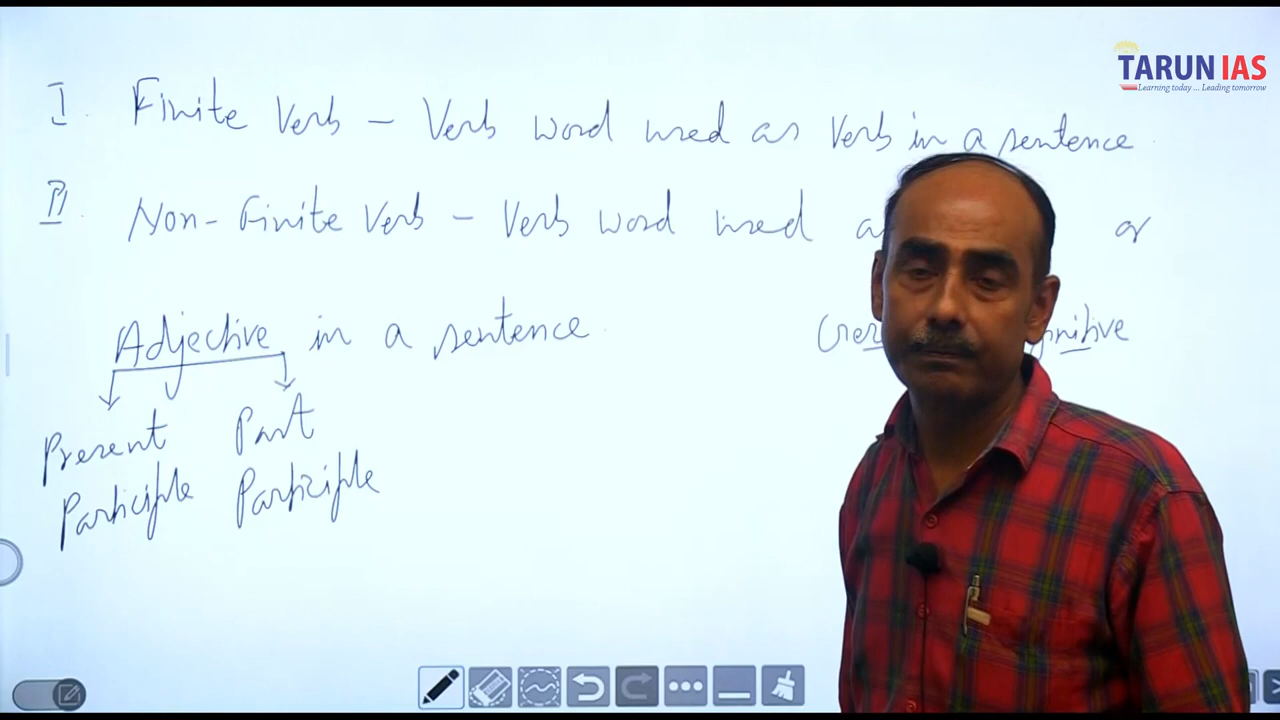 TARUN IAS
Learning today ... Leading tomorrow
I. Finite Verb - Verb word used as Verb in a sentence.
II. Non-Finite Verb - Verb word used or
Adjective in a sentence.
Present Past
Participle Participle